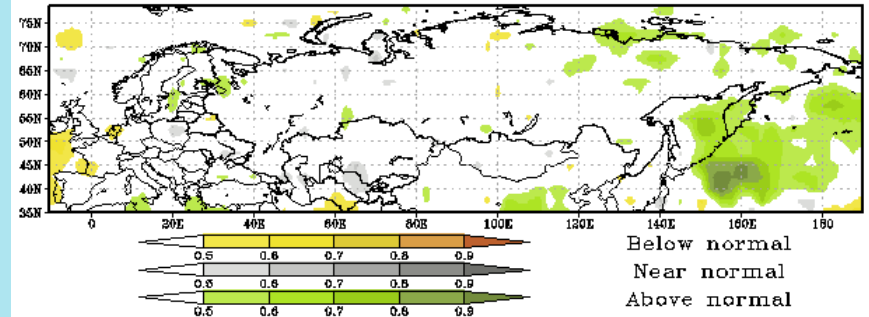 75N
70N
65N
60N
55N
50N
45N
40N
35N
0 20E 40E 60E 80E 100E 120E 140E 160E 180
0.5 0.6 0.7 0.8 0.9
Below normal
0.5 0.6 0.7 0.8 0.9
Near normal
0.5 0.6 0.7 0.8 0.9
Above normal